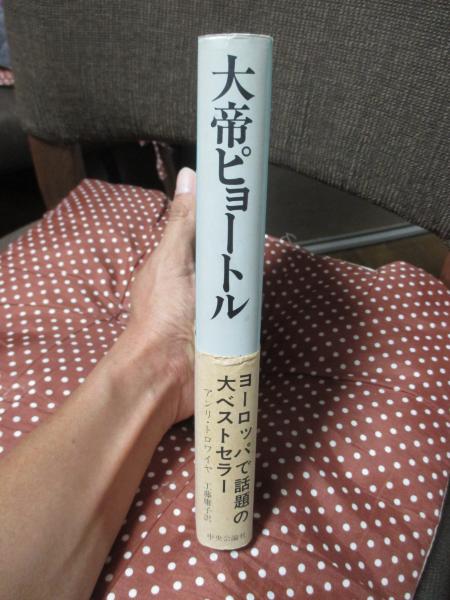 大帝ピョートル
ヨーロッパで話題の
大ベストセラー
アンリ・トロワイヤ 工藤庸子訳
中央公論社